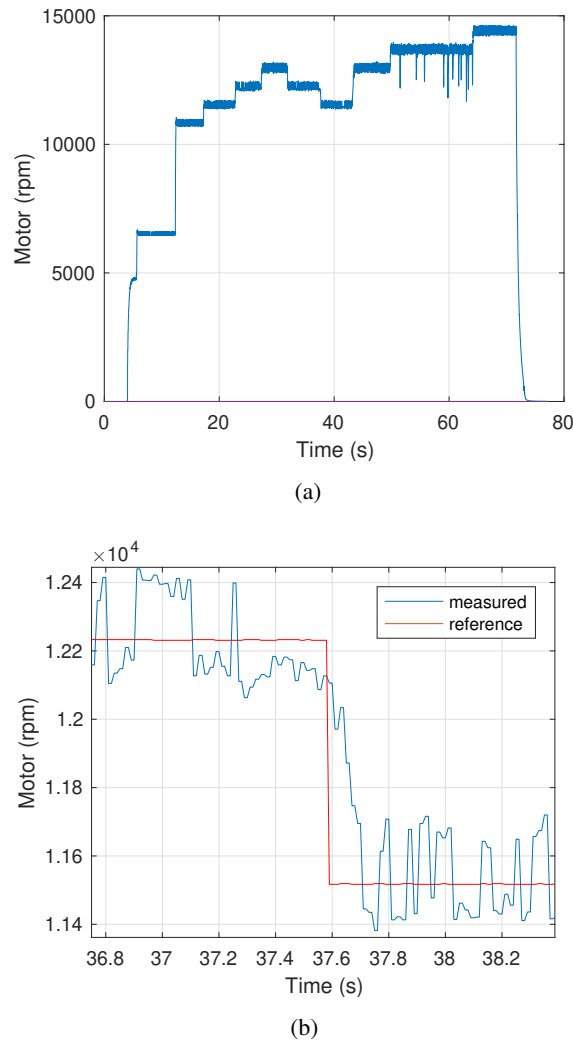 15000
10000
5000
0
Motor (rpm)
0 20 40 60 80
Time (s)
(a)
×10⁴
1.24
1.22
1.2
1.18
1.16
1.14
Motor (rpm)
measured
reference
36.8 37 37.2 37.4 37.6 37.8 38 38.2
Time (s)
(b)